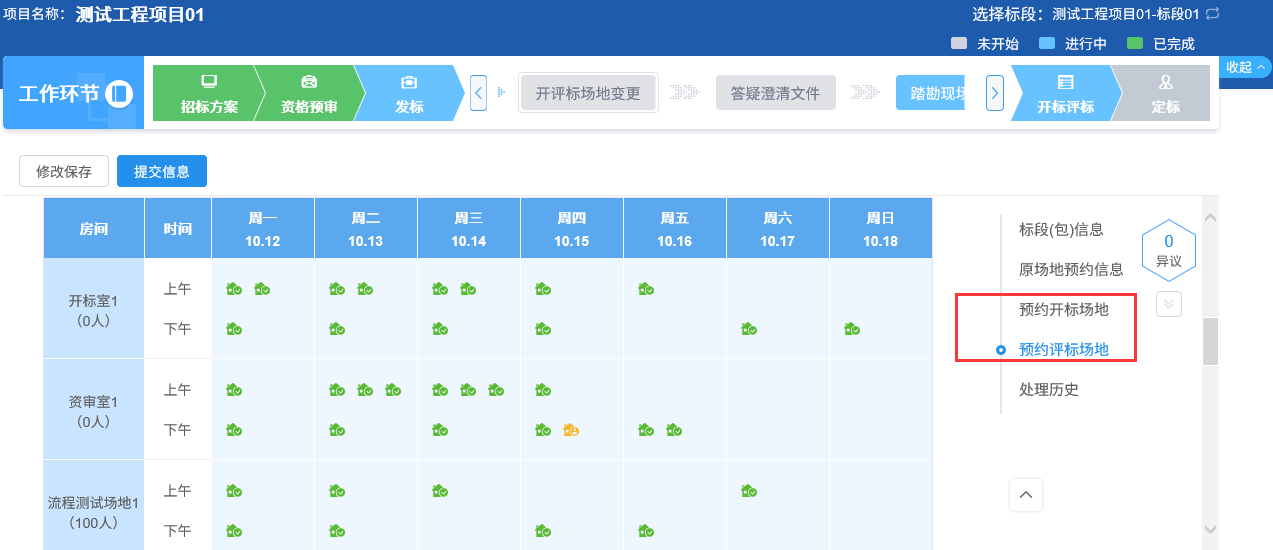 项目名称： 测试工程项目01
选择标段： 测试工程项目01-标段01
未开始 进行中 已完成
收起
工作环节
招标方案 资格预审 发标 开评标场地变更 答疑澄清文件 踏勘现场 开标评标 定标
修改保存 提交信息
房间 时间 周一 10.12 周二 10.13 周三 10.14 周四 10.15 周五 10.16 周六 10.17 周日 10.18
开标室1
（0人）
上午
下午
资审室1
（0人）
上午
下午
流程测试场地1
（100人）
上午
下午
标段(包)信息
原场地预约信息
预约开标场地
预约评标场地
处理历史
0
异议